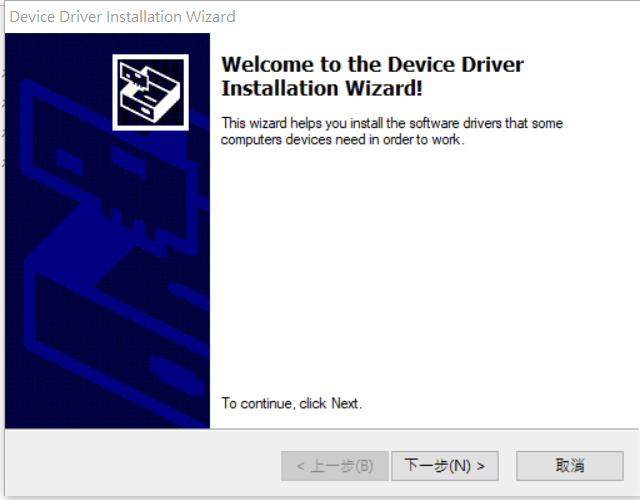 Device Driver Installation Wizard
Welcome to the Device Driver
Installation Wizard!
This wizard helps you install the software drivers that some
computers devices need in order to work.
To continue, click Next.
< 上一步(B)
下一步(N) >
取消